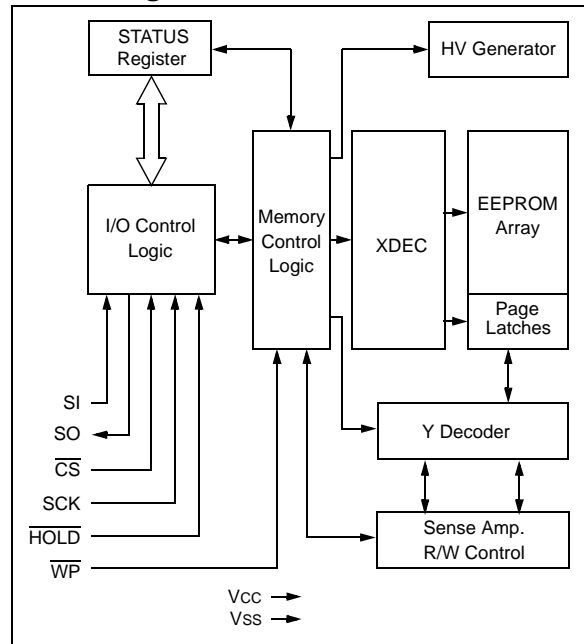 STATUS
Register
HV Generator
I/O Control
Logic
Memory
Control
Logic
XDEC
EEPROM
Array
Page
Latches
SI
SO
CS
SCK
HOLD
WP
Y Decoder
Sense Amp.
R/W Control
VCC
VSS